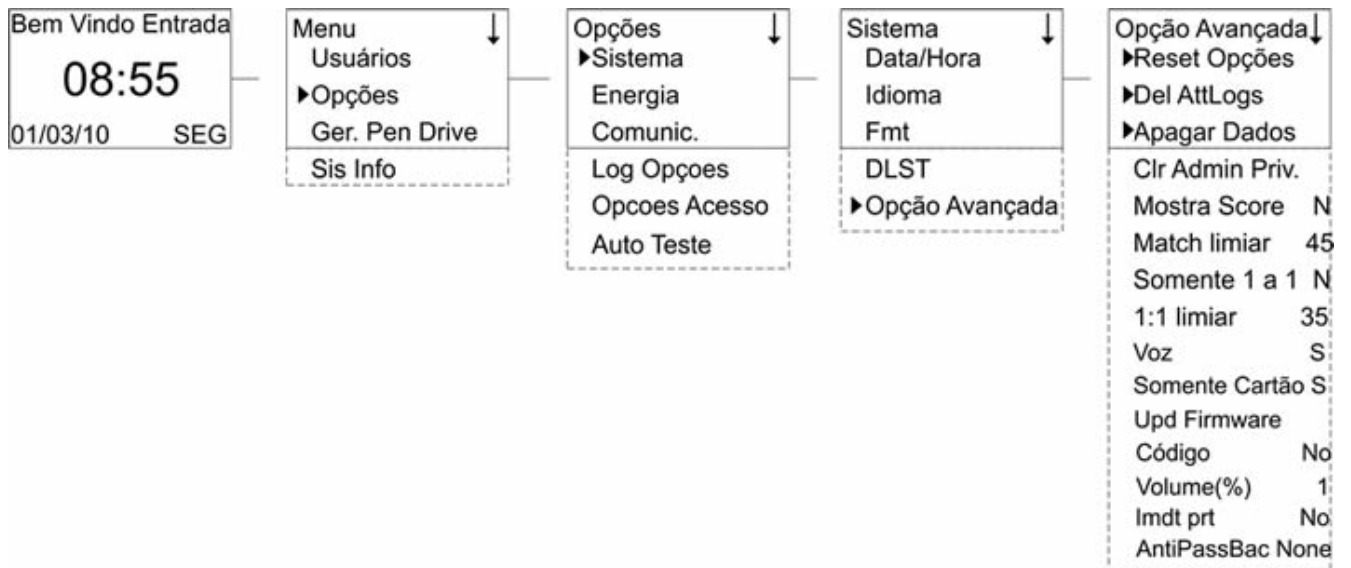 Bem Vindo Entrada
08:55
01/03/10 SEG
Menu
Usuários
Opções
Ger. Pen Drive
Sis Info
Opções
Sistema
Energia
Comunic.
Log Opçoes
Opcoes Acesso
Auto Teste
Sistema
Data/Hora
Idioma
Fmt
DLST
Opção Avançada
Opção Avançada
Reset Opções
Del AttLogs
Apagar Dados
Clr Admin Priv.
Mostra Score N
Match limiar 45
Somente 1 a 1 N
1:1 limiar 35
Voz S
Somente Cartão S
Upd Firmware
Código No
Volume(%) 1
Imdt prt No
AntiPassBac None